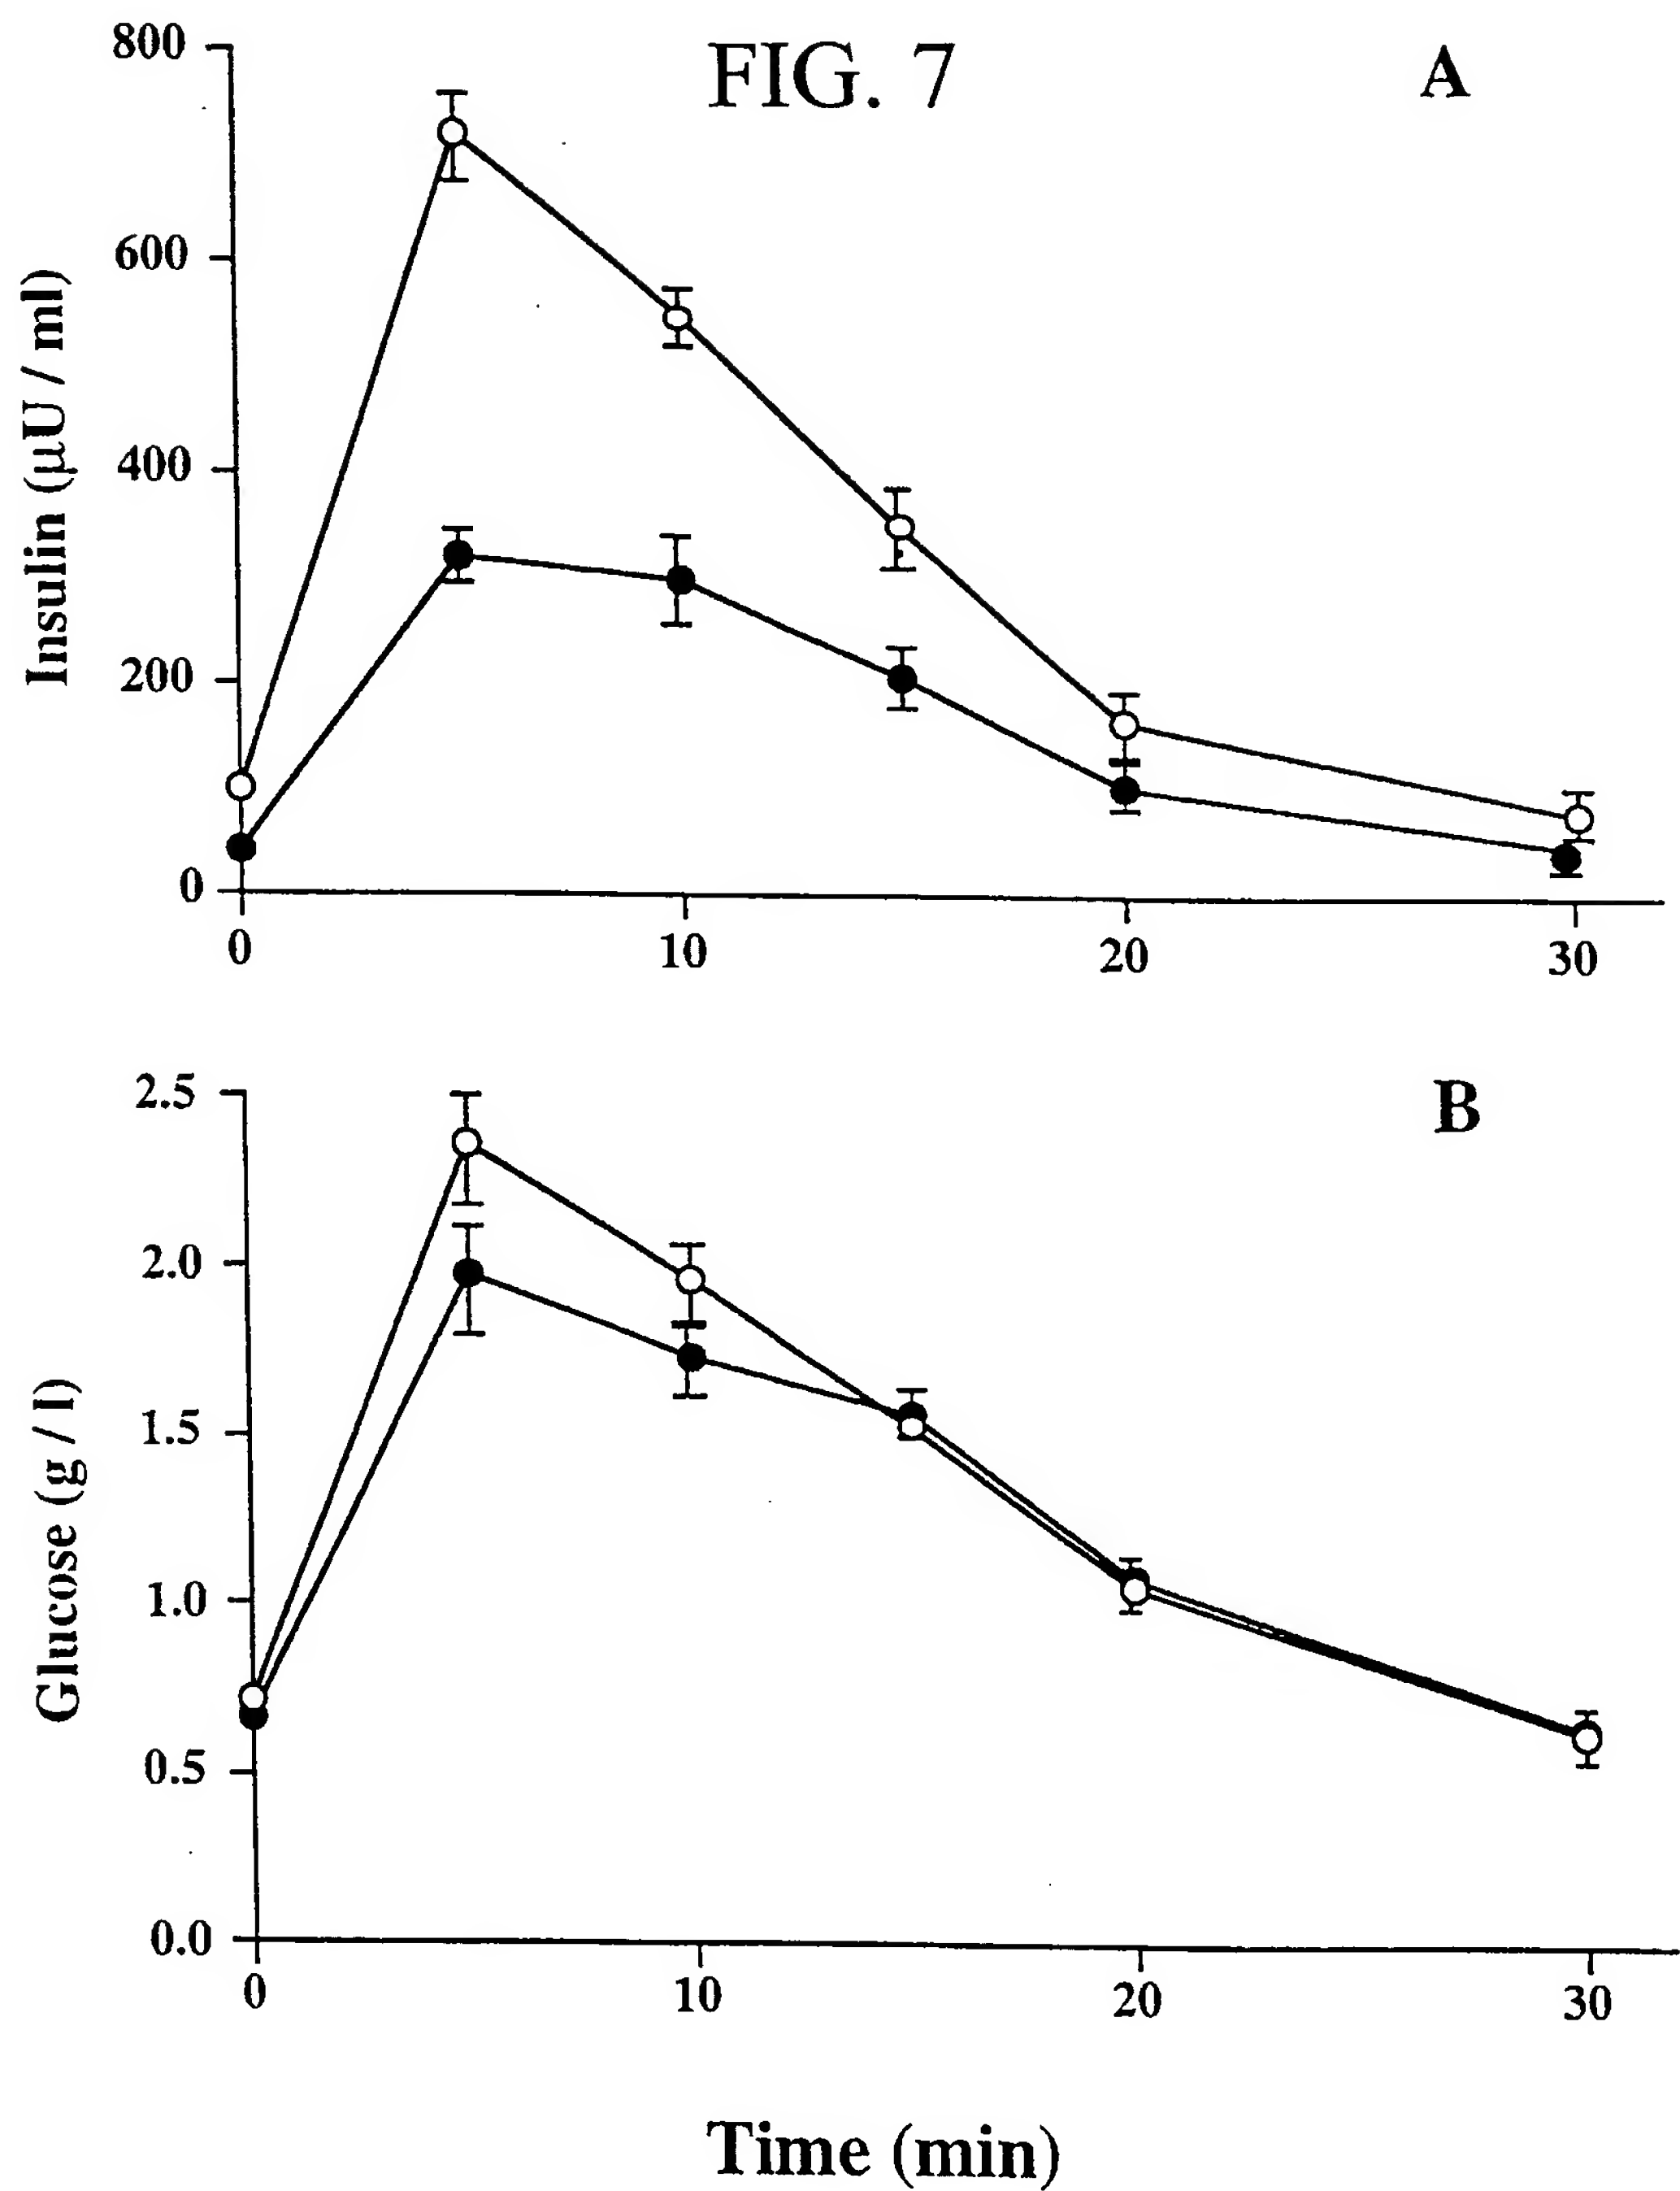 FIG. 7
A
800
600
400
200
0
Insulin (μU / ml)
0 10 20 30
B
2.5
2.0
1.5
1.0
0.5
0.0
Glucose (g / l)
0 10 20 30
Time (min)